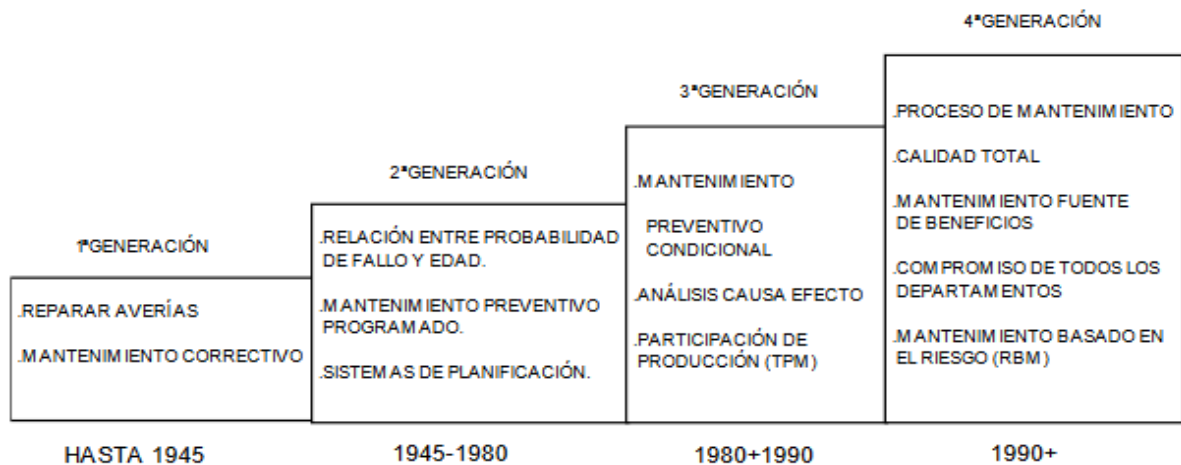 1ªGENERACIÓN
.REPARAR AVERÍAS
.MANTENIMIENTO CORRECTIVO
HASTA 1945
2ªGENERACIÓN
.RELACIÓN ENTRE PROBABILIDAD
DE FALLO Y EDAD.
.MANTENIMIENTO PREVENTIVO
PROGRAMADO.
.SISTEMAS DE PLANIFICACIÓN.
1945-1980
3ªGENERACIÓN
.MANTENIMIENTO
PREVENTIVO
CONDICIONAL
.ANÁLISIS CAUSA EFECTO
.PARTICIPACIÓN DE
PRODUCCIÓN (TPM)
1980+1990
4ªGENERACIÓN
.PROCESO DE MANTENIMIENTO
.CALIDAD TOTAL
.MANTENIMIENTO FUENTE
DE BENEFICIOS
.COMPROMISO DE TODOS LOS
DEPARTAMENTOS
.MANTENIMIENTO BASADO EN
EL RIESGO (RBM)
1990+